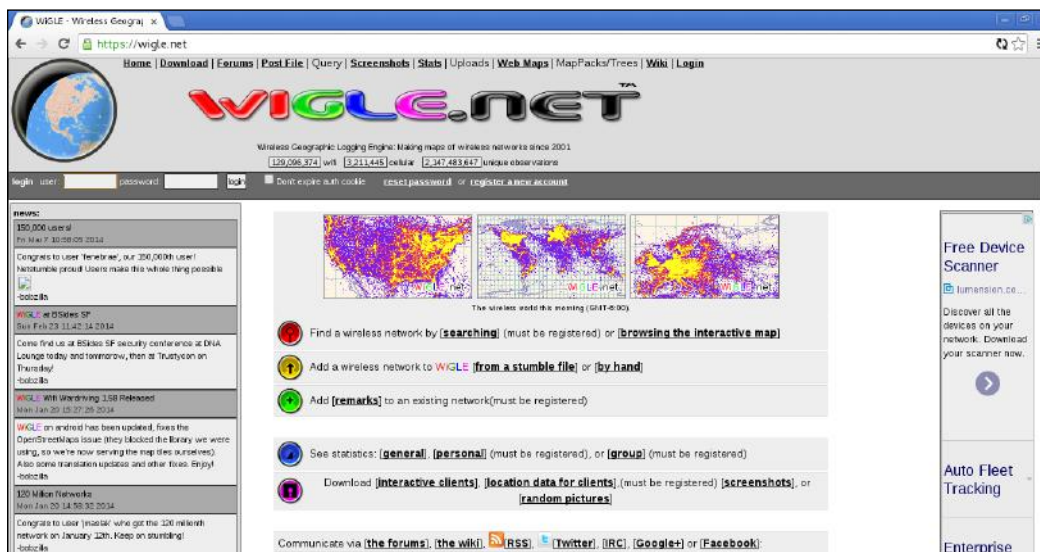 WiGLE - Wireless Geograp
https://wigle.net
Home | Download | Forums | Post File | Query | Screenshots | Stats | Uploads | Web Maps | MapPacks/Trees | Wiki | Login
WIGLE.NET™
Wireless Geographic Logging Engine: Making maps of wireless networks since 2001
129,096,374 wifi 3,211,445 cellular 2,147,483,647 unique observations
login user: password: login Don't expire auth cookie reset password or register a new account
news:
150,000 users!
Fri Mar 7 10:58:05 2014
Congrats to user 'fenebrae', our 150,000th user!
Netstumble proud! Users make this whole thing possible
-bobzilla
WiGLE at BSides SF
Sun Feb 23 11:42:14 2014
Come find us at BSides SF security conference at DNA
Lounge today and tommorow, then at Trustycon on
Thursday!
-bobzilla
WiGLE Wifi Wardriving 1.58 Released
Mon Jan 20 15:27:26 2014
WiGLE on android has been updated, fixes the
OpenStreetMaps issue (they blocked the library we were
using, so we're now serving the map tiles ourselves).
Also some translation updates and other fixes. Enjoy!
-bobzilla
120 Million Networks
Mon Jan 20 14:58:32 2014
Congrats to user 'jmastak' who got the 120 millionth
network on January 12th. Keep on stumbling!
-bobzilla
WiGLE.net WiGLE.net WiGLE.net
The wireless world this morning (GMT-6:00).
Find a wireless network by [searching] (must be registered) or [browsing the interactive map]
Add a wireless network to WiGLE [from a stumble file] or [by hand]
Add [remarks] to an existing network(must be registered)
See statistics: [general], [personal] (must be registered), or [group] (must be registered)
Download [interactive clients], [location data for clients],(must be registered) [screenshots], or
[random pictures]
Communicate via [the forums], [the wiki], [RSS], [Twitter], [IRC], [Google+] or [Facebook]:
Free Device
Scanner
lumension.co...
Discover all the
devices on your
network. Download
your scanner now.
Auto Fleet
Tracking
Enterprise